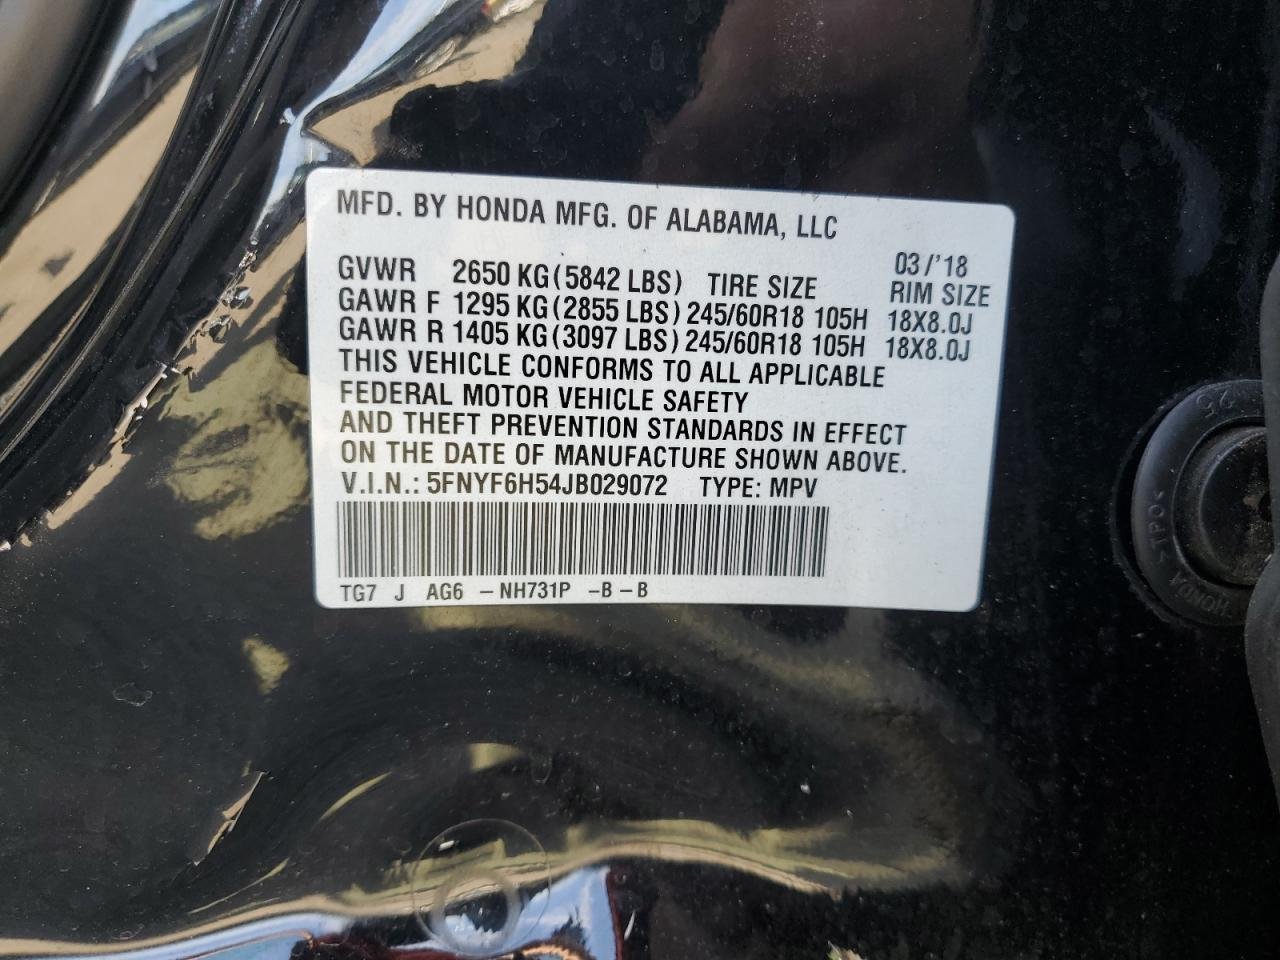 MFD. BY HONDA MFG. OF ALABAMA, LLC
03/'18
GVWR 2650 KG(5842 LBS) TIRE SIZE RIM SIZE
GAWR F 1295 KG(2855 LBS) 245/60R18 105H 18X8.0J
GAWR R 1405 KG(3097 LBS) 245/60R18 105H 18X8.0J
THIS VEHICLE CONFORMS TO ALL APPLICABLE
FEDERAL MOTOR VEHICLE SAFETY
AND THEFT PREVENTION STANDARDS IN EFFECT
ON THE DATE OF MANUFACTURE SHOWN ABOVE.
V.I.N.: 5FNYF6H54JB029072 TYPE: MPV
TG7 J AG6 – NH731P –B – B